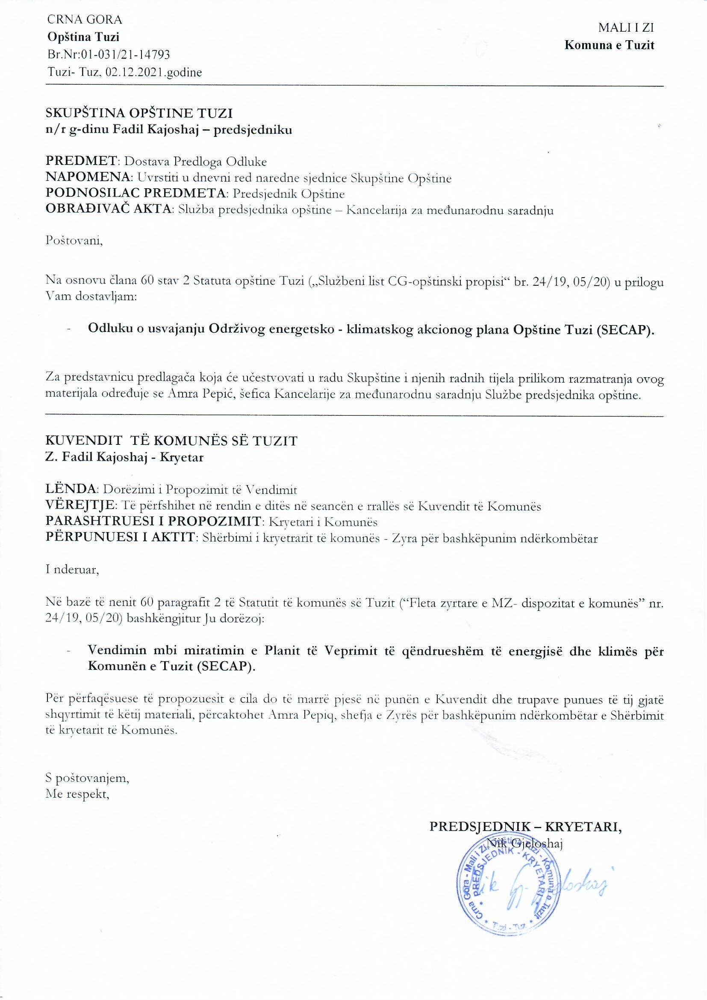 CRNA GORA
Opština Tuzi
Br.Nr:01-031/21-14793
Tuzi- Tuz, 02.12.2021.godine
MALI I ZI
Komuna e Tuzit
SKUPŠTINA OPŠTINE TUZI
n/r g-dinu Fadil Kajoshaj – predsjedniku
PREDMET: Dostava Predloga Odluke
NAPOMENA: Uvrstiti u dnevni red naredne sjednice Skupštine Opštine
PODNOSILAC PREDMETA: Predsjednik Opštine
OBRAĐIVAČ AKTA: Služba predsjednika opštine – Kancelarija za međunarodnu saradnju
Poštovani,
Na osnovu člana 60 stav 2 Statuta opštine Tuzi („Službeni list CG-opštinski propisi“ br. 24/19, 05/20) u prilogu
Vam dostavljam:
- Odluku o usvajanju Održivog energetsko - klimatskog akcionog plana Opštine Tuzi (SECAP).
Za predstavnicu predlagača koja će učestvovati u radu Skupštine i njenih radnih tijela prilikom razmatranja ovog
materijala određuje se Amra Pepić, šefica Kancelarije za međunarodnu saradnju Službe predsjednika opštine.
KUVENDIT TË KOMUNËS SË TUZIT
Z. Fadil Kajoshaj - Kryetar
LËNDA: Dorëzimi i Propozimit të Vendimit
VËREJTJE: Të përfshihet në rendin e ditës në seancën e rrallës së Kuvendit të Komunës
PARASHTRUESI I PROPOZIMIT: Kryetari i Komunës
PËRPUNUESI I AKTIT: Shërbimi i kryetrarit të komunës - Zyra për bashkëpunim ndërkombëtar
I nderuar,
Në bazë të nenit 60 paragrafit 2 të Statutit të komunës së Tuzit (“Fleta zyrtare e MZ- dispozitat e komunës” nr.
24/19, 05/20) bashkëngjitur Ju dorëzoj:
- Vendimin mbi miratimin e Planit të Veprimit të qëndrueshëm të energjisë dhe klimës për
Komunën e Tuzit (SECAP).
Për përfaqësuese të propozuesit e cila do të marrë pjesë në punën e Kuvendit dhe trupave punues të tij gjatë
shqyrtimit të këtij materiali, përcaktohet Amra Pepiq, shefja e Zyrës për bashkëpunim ndërkombëtar e Shërbimit
të kryetarit të Komunës.
S poštovanjem,
Me respekt,
PREDSJEDNIK – KRYETARI,
Nik Gjeloshaj
Crna Gora - Mali i Zi, Opština Tuzi - Komuna e Tuzit
PREDSJEDNIK - KRYETARI
Tuzi - Tuz
Nik Gjeloshaj